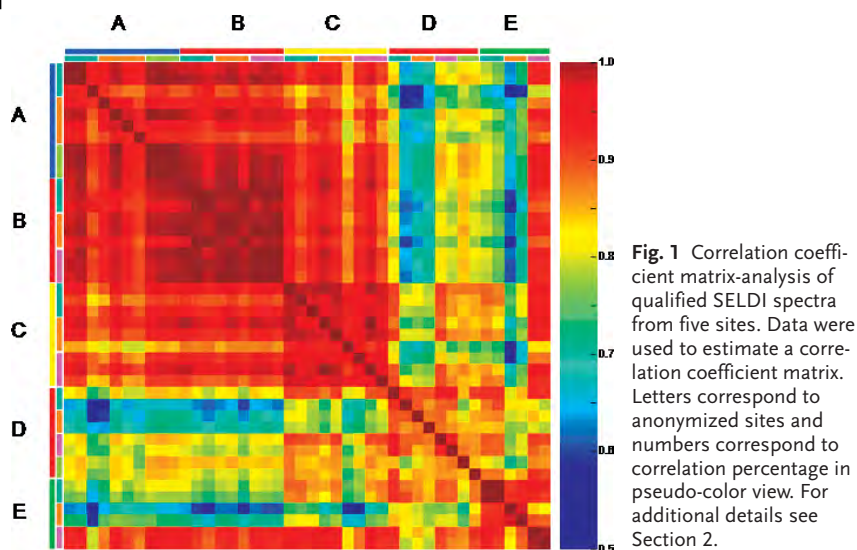 A B C D E
A
B
C
D
E
1.0
0.9
0.8
0.7
0.6
0.5
Fig. 1 Correlation coeffi-
cient matrix-analysis of
qualified SELDI spectra
from five sites. Data were
used to estimate a corre-
lation coefficient matrix.
Letters correspond to
anonymized sites and
numbers correspond to
correlation percentage in
pseudo-color view. For
additional details see
Section 2.